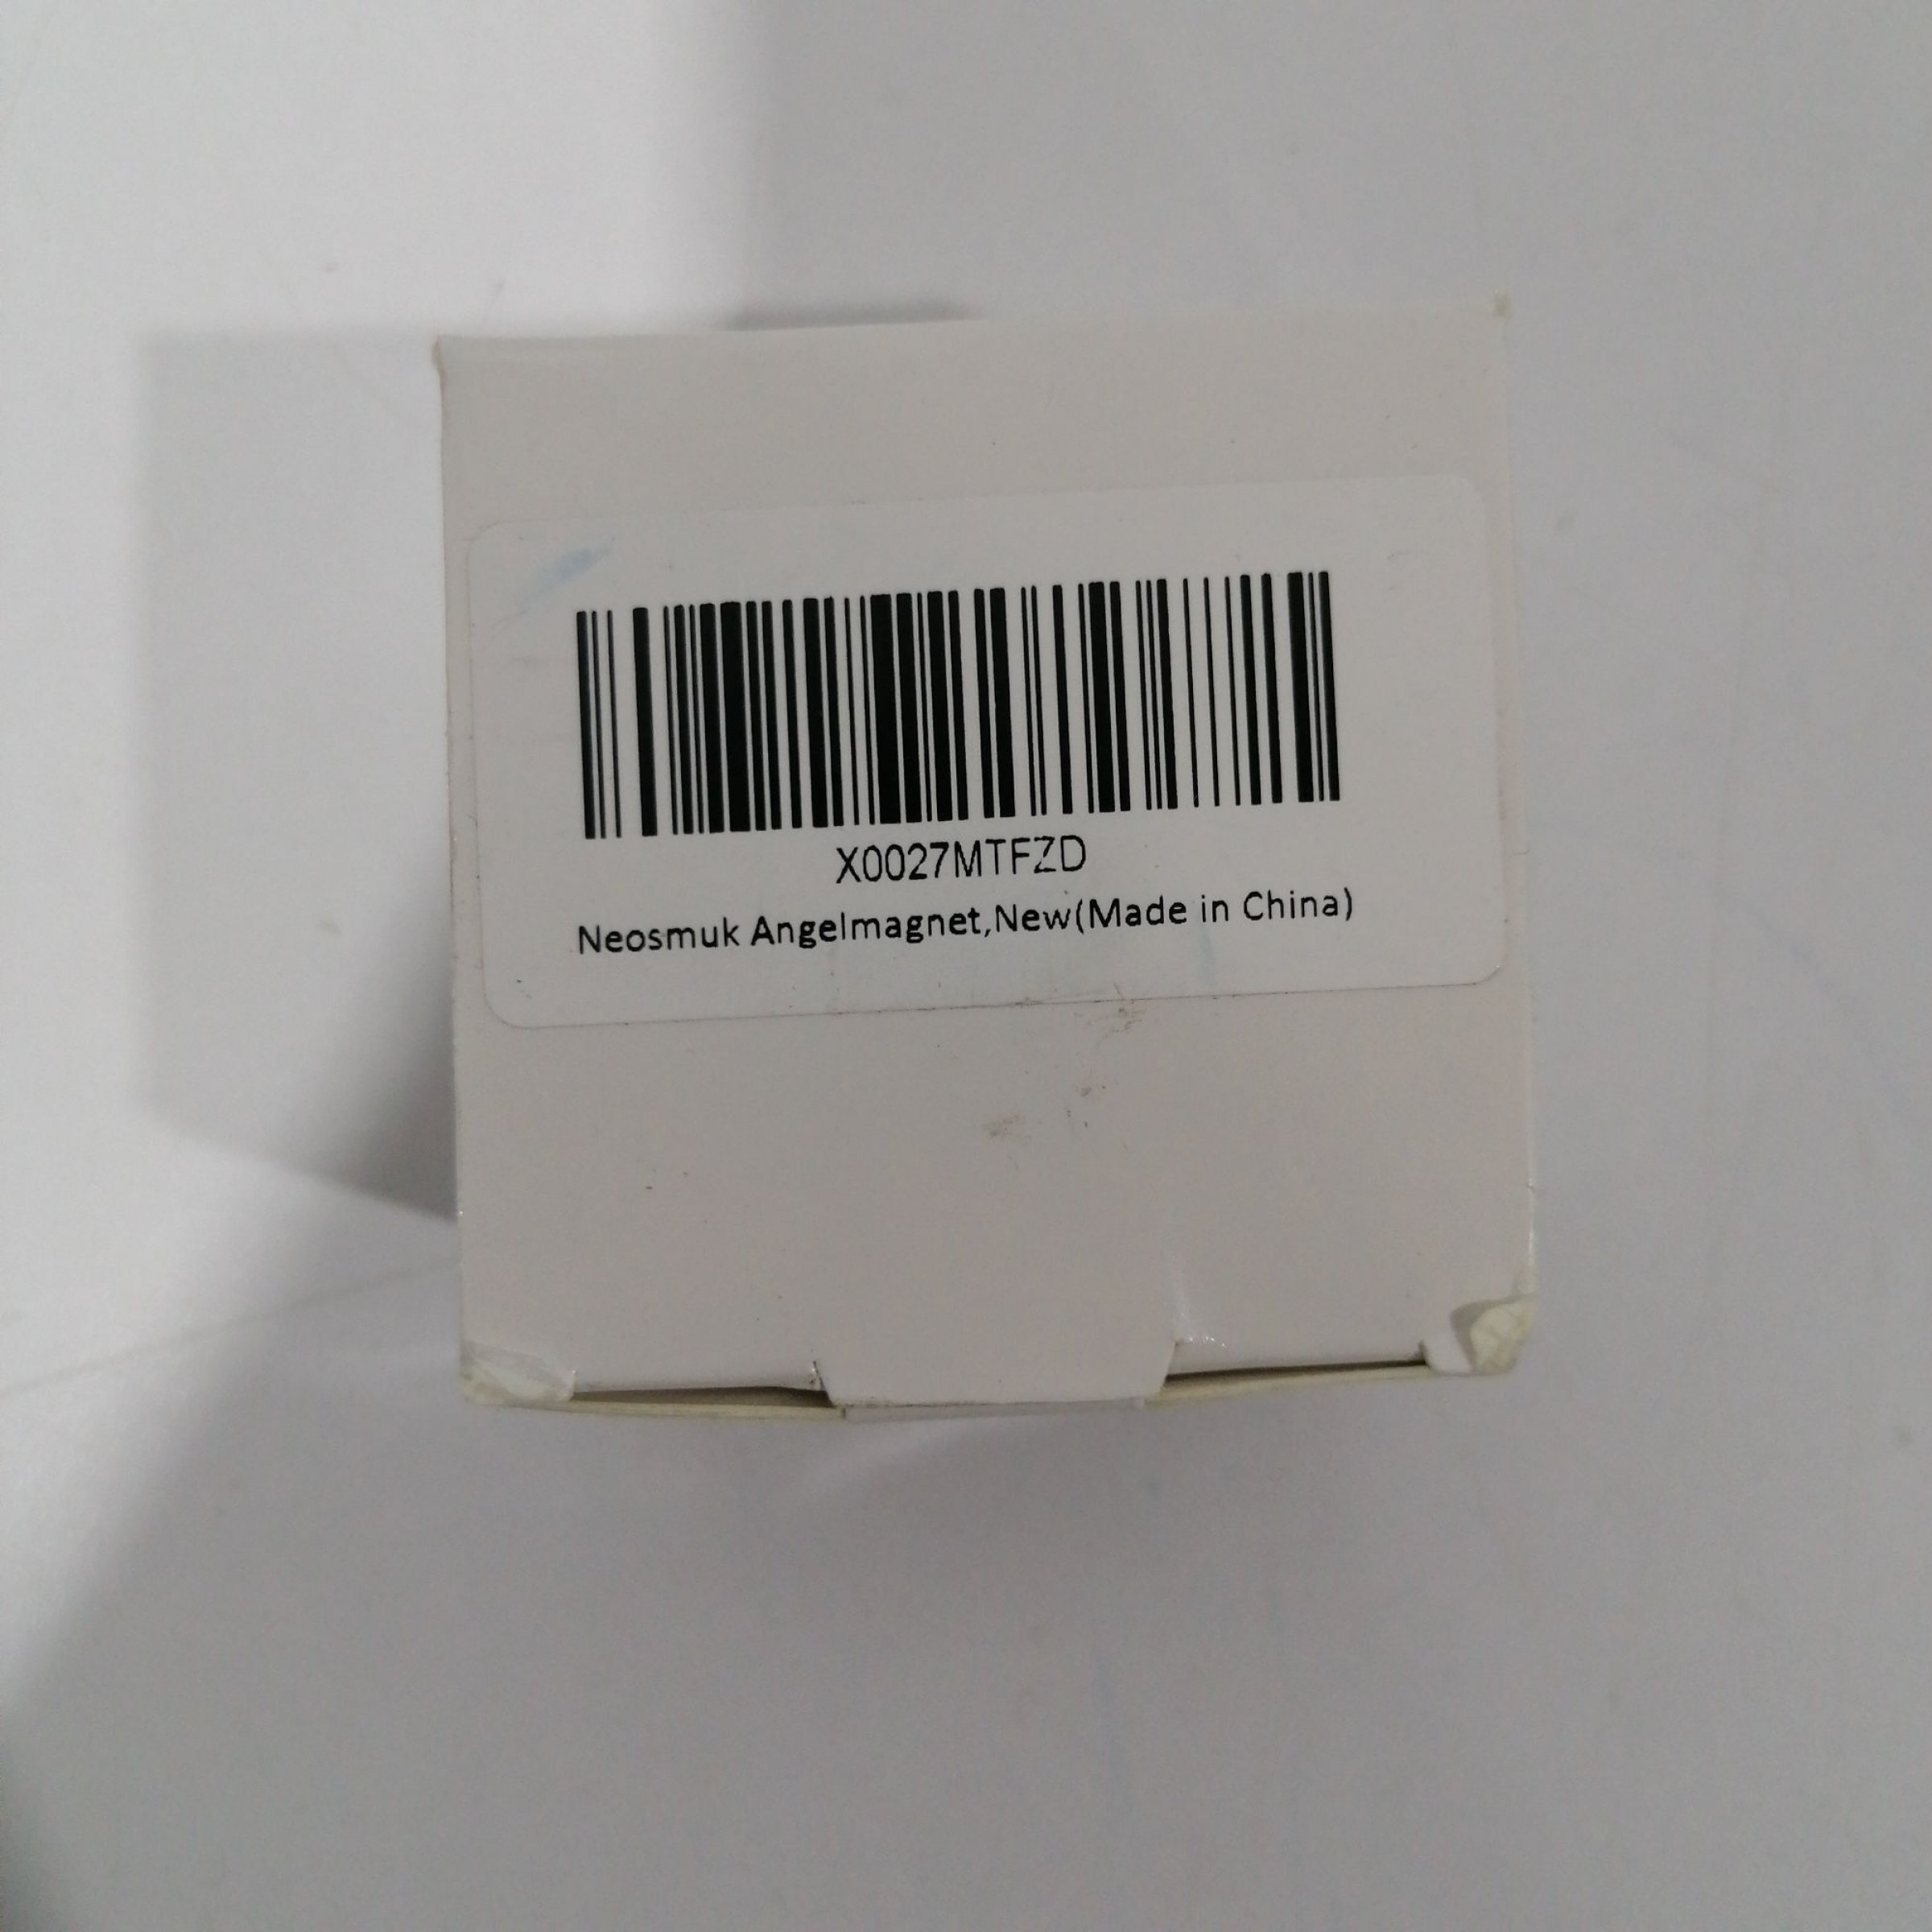 X0027MTFZD
Neosmuk Angelmagnet,New(Made in China)